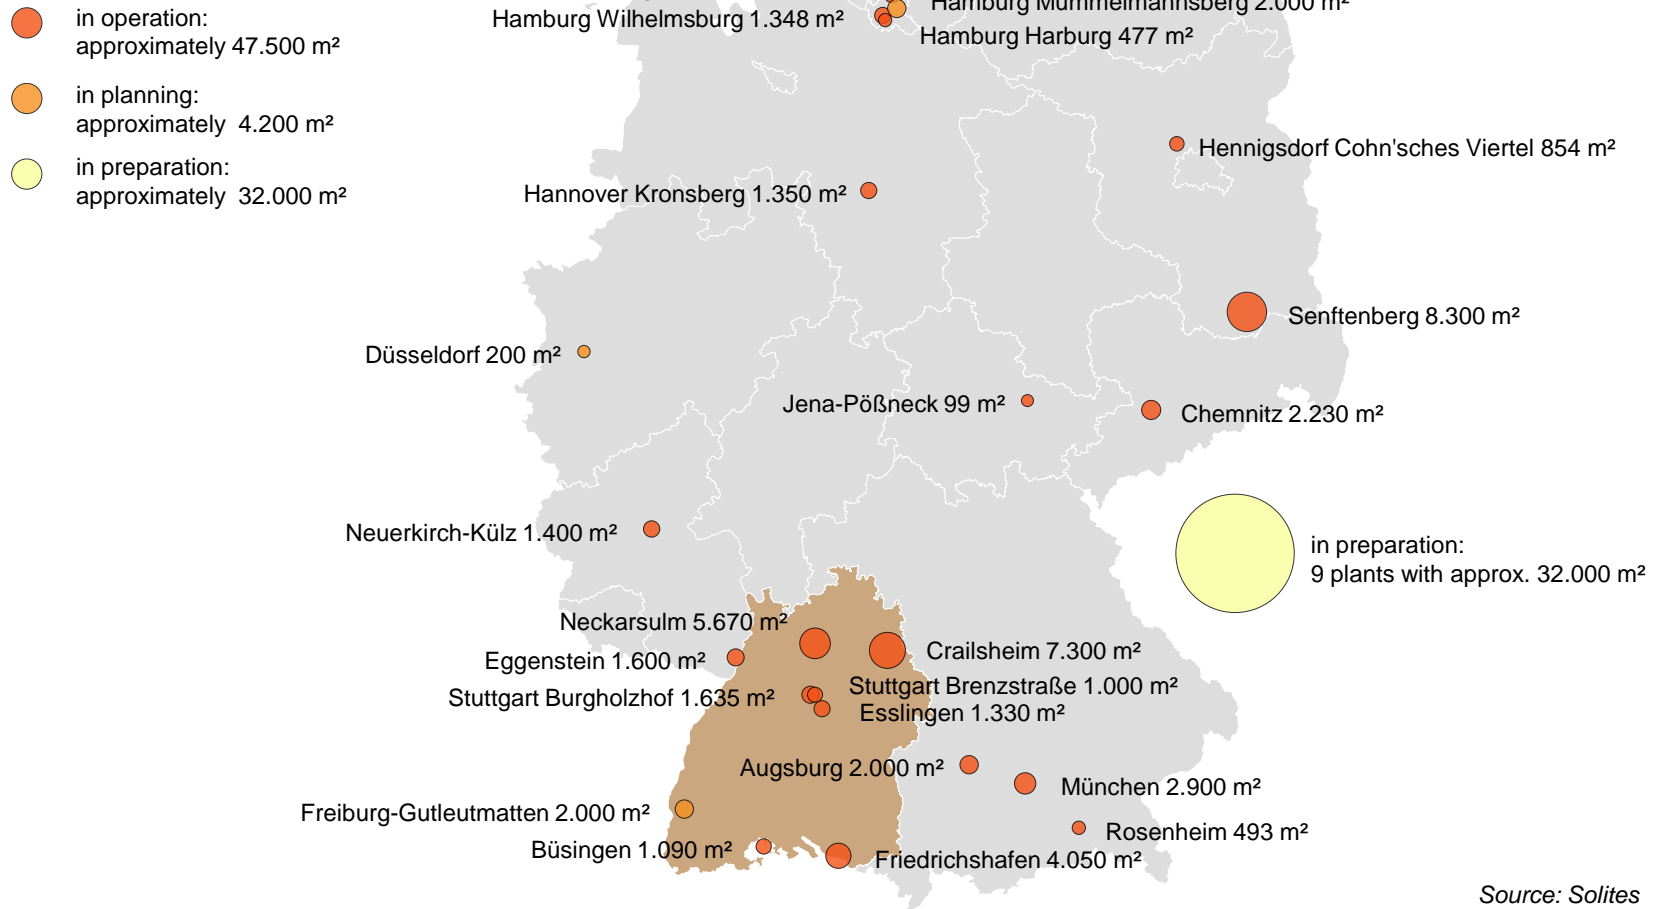 in operation:
approximately 47.500 m²
in planning:
approximately  4.200 m²
in preparation:
approximately  32.000 m²
Hamburg Mümmelmannsberg 2.000 m²
Hamburg Wilhelmsburg 1.348 m²
Hamburg Harburg 477 m²
Hennigsdorf Cohn'sches Viertel 854 m²
Hannover Kronsberg 1.350 m²
Senftenberg 8.300 m²
Düsseldorf 200 m²
Jena-Pößneck 99 m²
Chemnitz 2.230 m²
Neuerkirch-Külz 1.400 m²
in preparation:
9 plants with approx. 32.000 m²
Neckarsulm 5.670 m²
Crailsheim 7.300 m²
Eggenstein 1.600 m²
Stuttgart Brenzstraße 1.000 m²
Stuttgart Burgholzhof 1.635 m²
Esslingen 1.330 m²
Augsburg 2.000 m²
München 2.900 m²
Freiburg-Gutleutmatten 2.000 m²
Rosenheim 493 m²
Büsingen 1.090 m²
Friedrichshafen 4.050 m²
Source: Solites